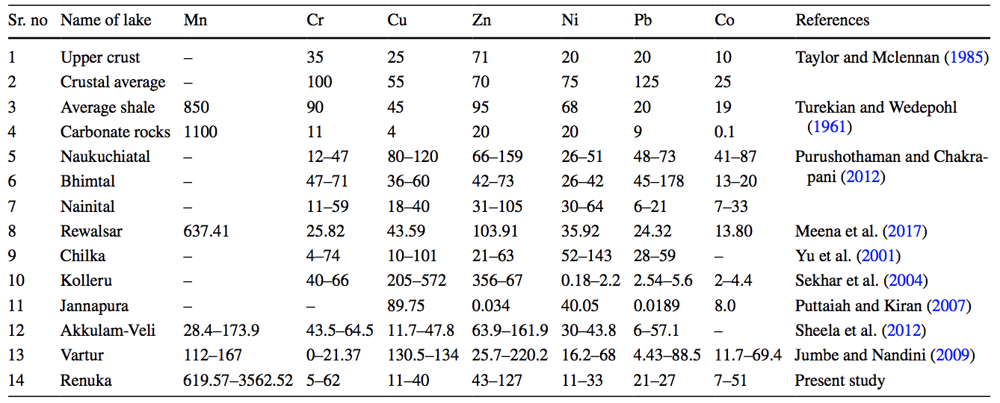 Sr. no Name of lake Mn Cr Cu Zn Ni Pb Co References
1 Upper crust – 35 25 71 20 20 10 Taylor and Mclennan (1985)
2 Crustal average – 100 55 70 75 125 25
3 Average shale 850 90 45 95 68 20 19 Turekian and Wedepohl
(1961)
4 Carbonate rocks 1100 11 4 20 20 9 0.1
5 Naukuchiatal – 12–47 80–120 66–159 26–51 48–73 41–87 Purushothaman and Chakra-
pani (2012)
6 Bhimtal – 47–71 36–60 42–73 26–42 45–178 13–20
7 Nainital – 11–59 18–40 31–105 30–64 6–21 7–33
8 Rewalsar 637.41 25.82 43.59 103.91 35.92 24.32 13.80 Meena et al. (2017)
9 Chilka – 4–74 10–101 21–63 52–143 28–59 – Yu et al. (2001)
10 Kolleru – 40–66 205–572 356–67 0.18–2.2 2.54–5.6 2–4.4 Sekhar et al. (2004)
11 Jannapura – – 89.75 0.034 40.05 0.0189 8.0 Puttaiah and Kiran (2007)
12 Akkulam-Veli 28.4–173.9 43.5–64.5 11.7–47.8 63.9–161.9 30–43.8 6–57.1 – Sheela et al. (2012)
13 Vartur 112–167 0–21.37 130.5–134 25.7–220.2 16.2–68 4.43–88.5 11.7–69.4 Jumbe and Nandini (2009)
14 Renuka 619.57–3562.52 5–62 11–40 43–127 11–33 21–27 7–51 Present study